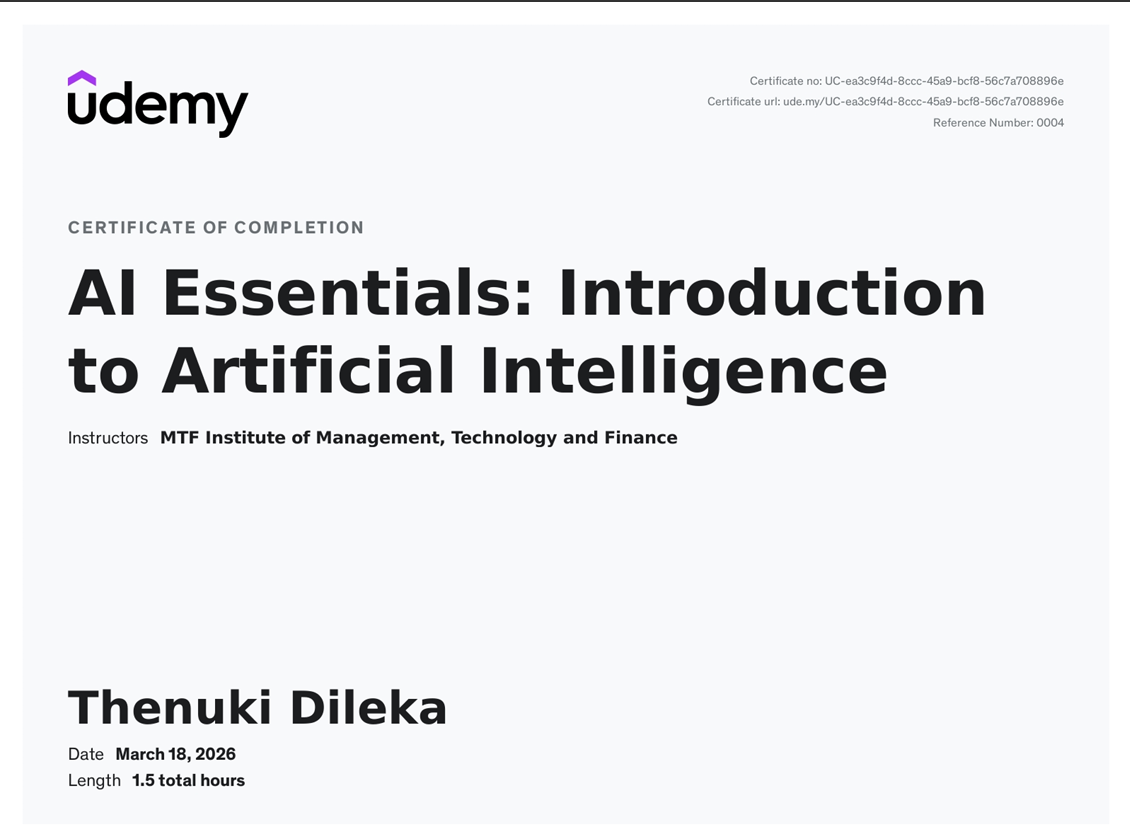 udemy
Certificate no: UC-ea3c9f4d-8ccc-45a9-bcf8-56c7a708896e
Certificate url: ude.my/UC-ea3c9f4d-8ccc-45a9-bcf8-56c7a708896e
Reference Number: 0004
CERTIFICATE OF COMPLETION
AI Essentials: Introduction
to Artificial Intelligence
Instructors MTF Institute of Management, Technology and Finance
Thenuki Dileka
Date March 18, 2026
Length 1.5 total hours